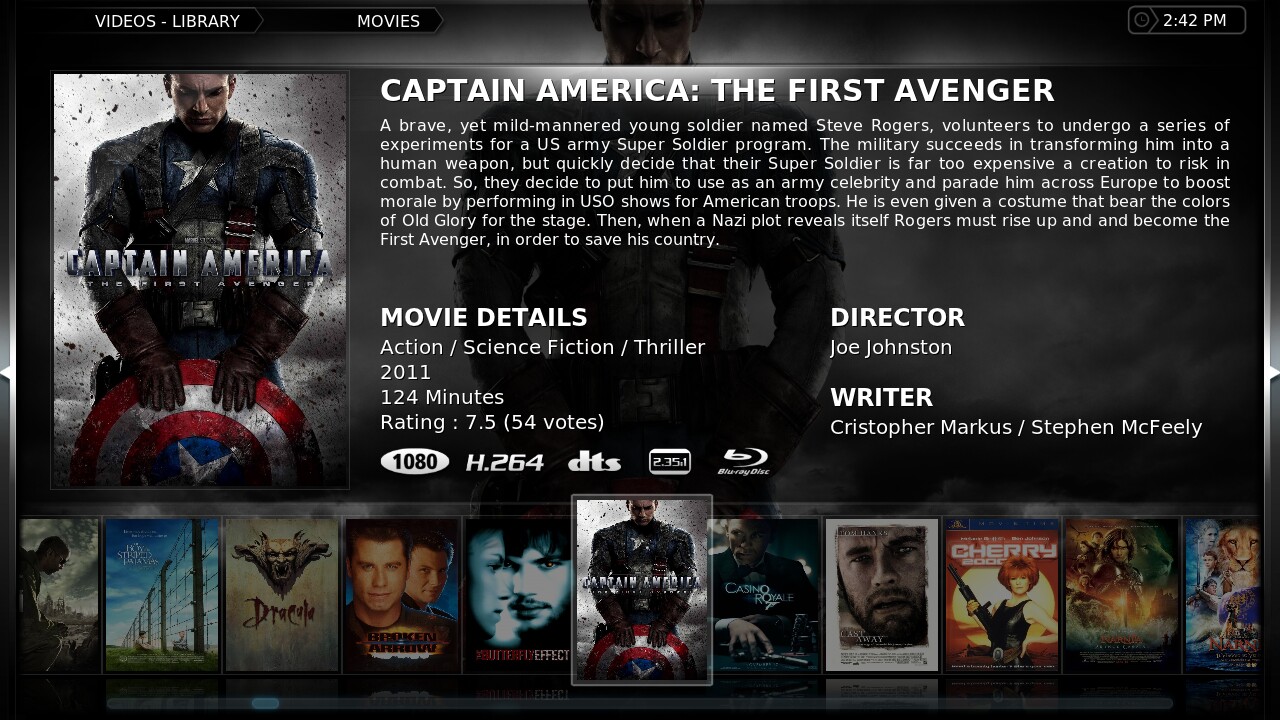 VIDEOS - LIBRARY
MOVIES
2:42 PM
CAPTAIN AMERICA: THE FIRST AVENGER
A brave, yet mild-mannered young soldier named Steve Rogers, volunteers to undergo a series of
experiments for a US army Super Soldier program. The military succeeds in transforming him into a
human weapon, but quickly decide that their Super Soldier is far too expensive a creation to risk in
combat. So, they decide to put him to use as an army celebrity and parade him across Europe to boost
morale by performing in USO shows for American troops. He is even given a costume that bear the colors
of Old Glory for the stage. Then, when a Nazi plot reveals itself Rogers must rise up and and become the
First Avenger, in order to save his country.
CAPTAIN AMERICA
THE FIRST AVENGER
MOVIE DETAILS
Action / Science Fiction / Thriller
2011
124 Minutes
Rating : 7.5 (54 votes)
DIRECTOR
Joe Johnston
WRITER
Cristopher Markus / Stephen McFeely
1080 H.264 dts 2.35:1 Blu-ray Disc
THE BOY IN THE STRIPED PAJAMAS
Dracula
BROKEN
ARROW
BUTTERFLY EFFECT
CAPTAIN AMERICA
CASINO
ROYALE
TOM HANKS
CAST AWAY
CHERRY
2000
NARNIA